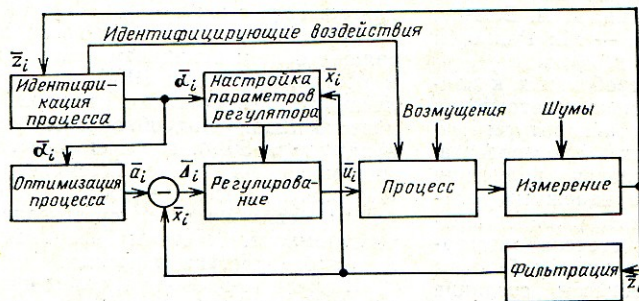 Идентифицирующие воздействия
z̄i
Идентифи-
кация
процесса
ᾱi
Настройка
параметров
регулятора
x̄i
Возмущения
Шумы
ᾱi
Оптимизация
процесса
āi
−
Δ̄i
x̄i
Регулирова-
ние
ūi
Процесс
Измерение
Фильтрация
z̄i